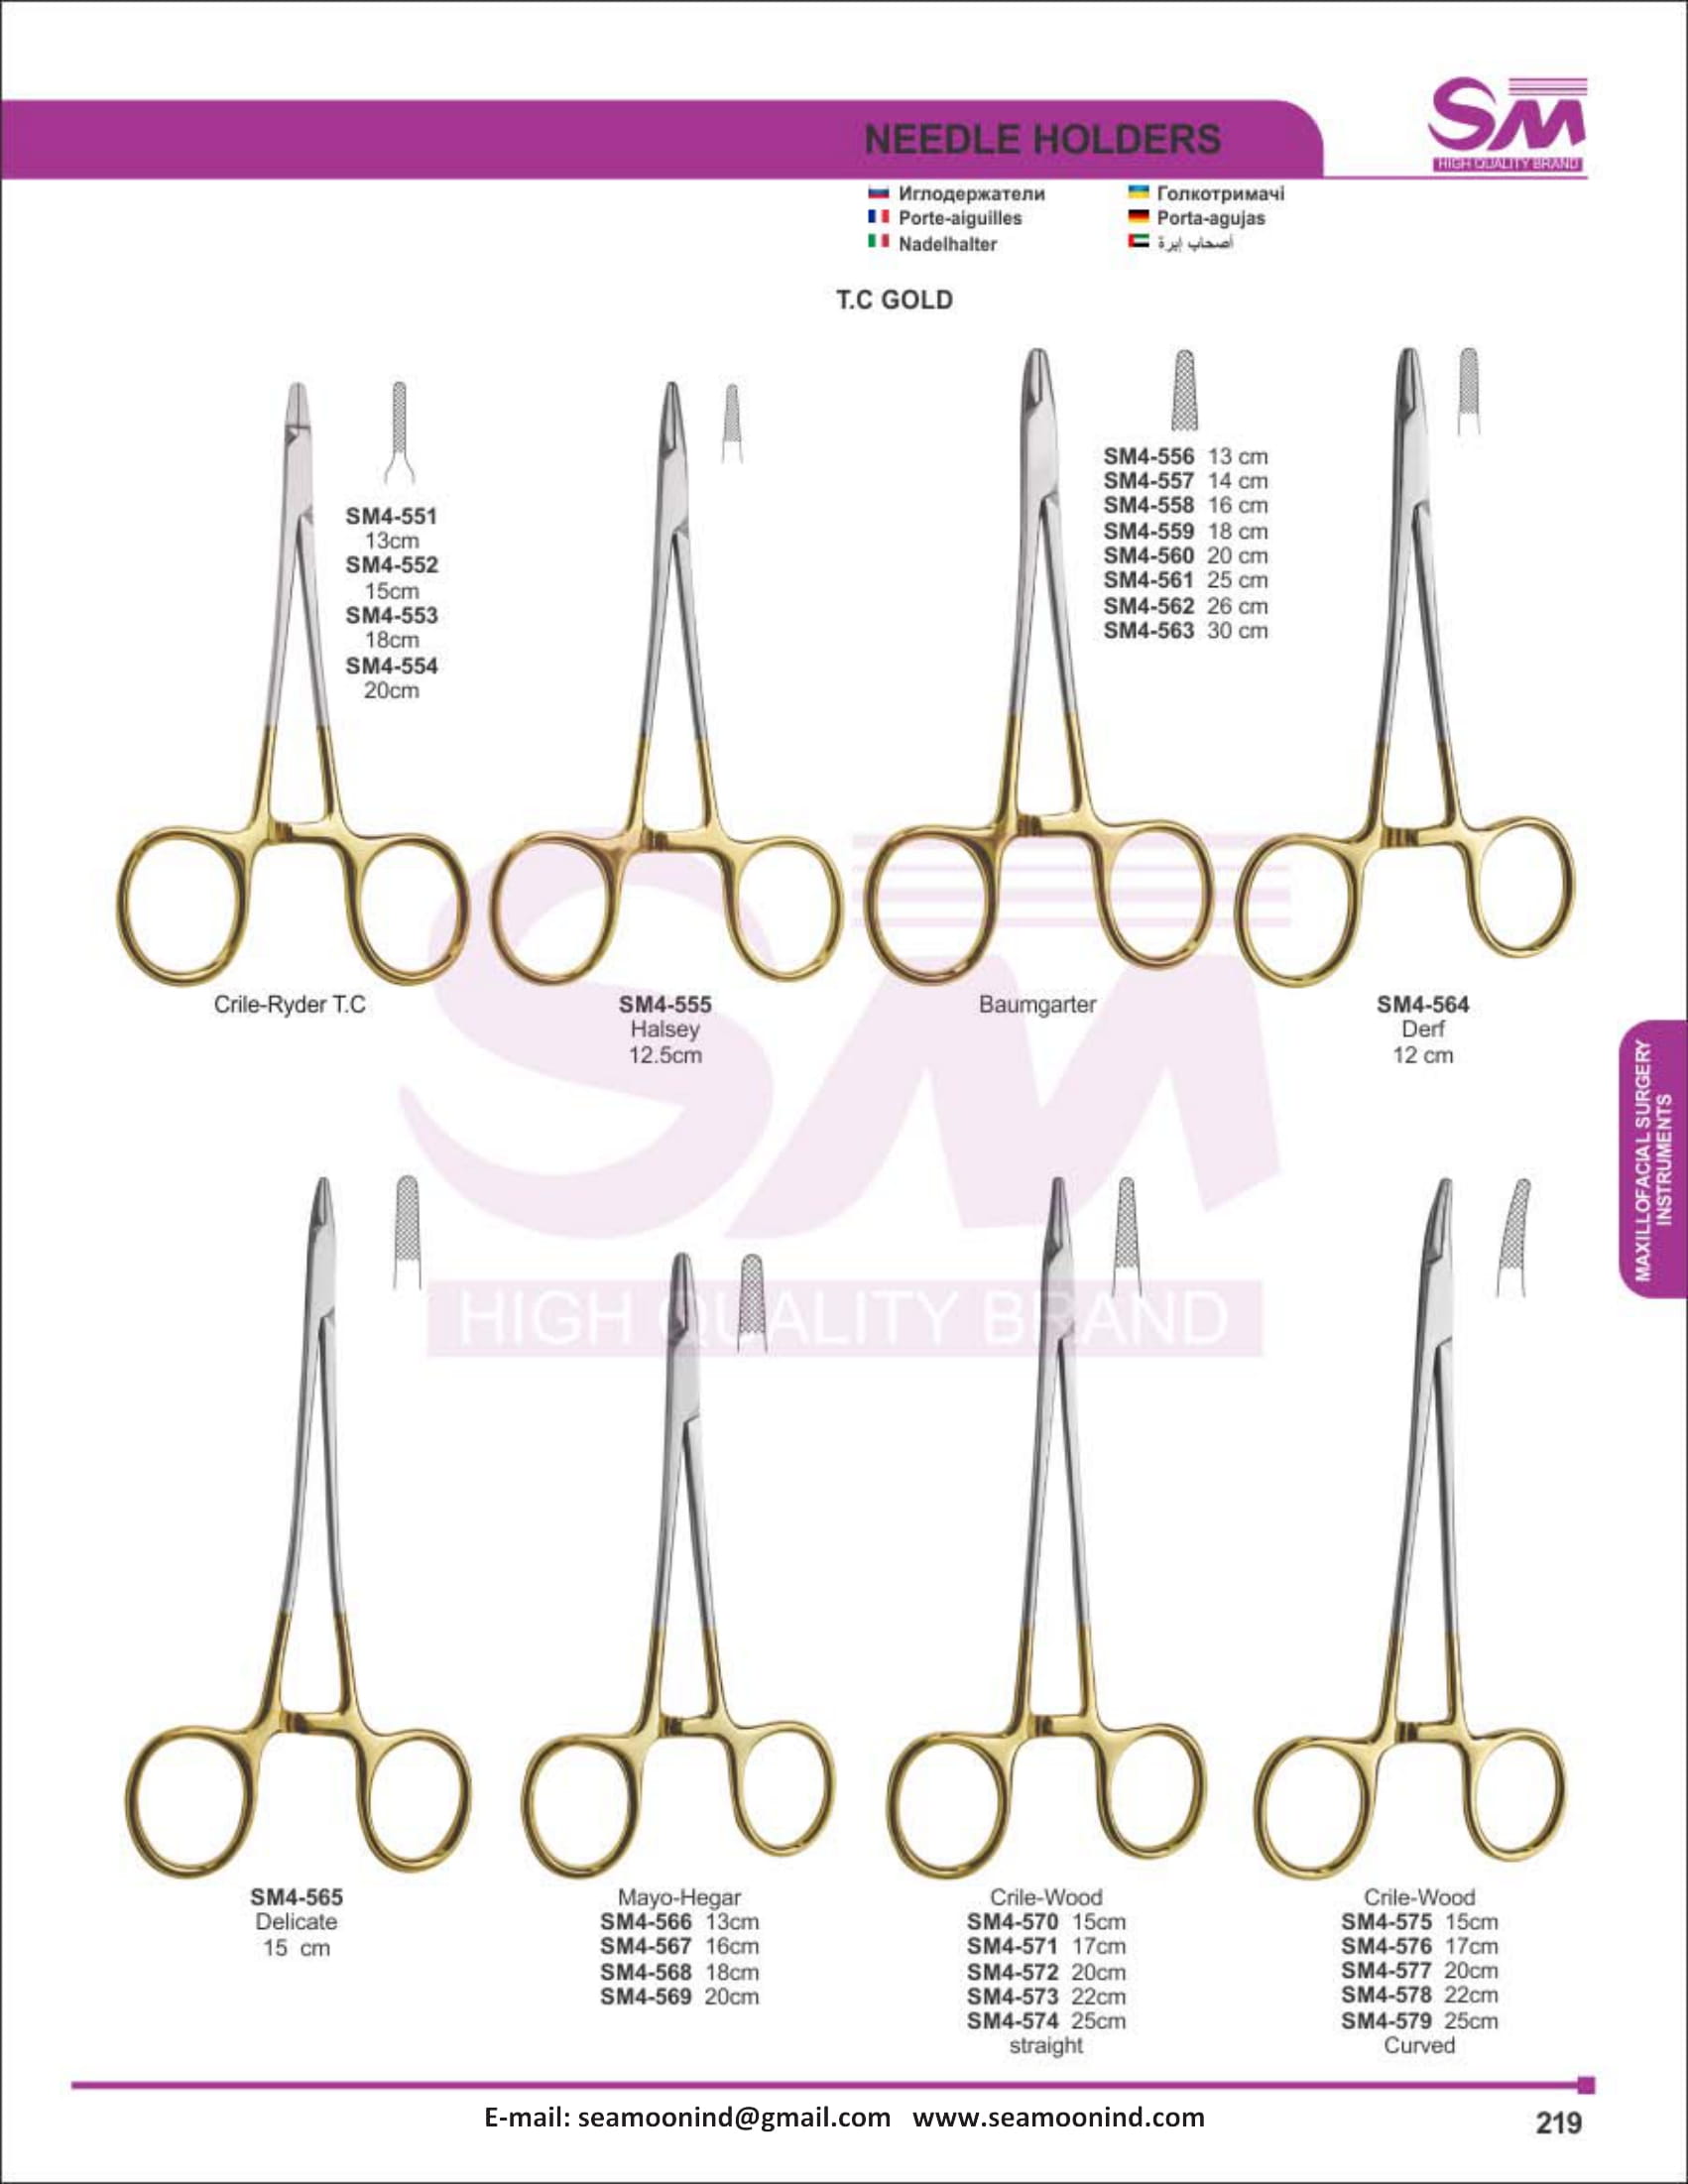 SM
HIGH QUALITY BRAND
NEEDLE HOLDERS
Иглодержатели
Голкотримачі
Porte-aiguilles
Porta-agujas
Nadelhalter
أصحاب إبرة
T.C GOLD
SM4-551
13cm
SM4-552
15cm
SM4-553
18cm
SM4-554
20cm
Crile-Ryder T.C
SM4-555
Halsey
12.5cm
SM4-556 13 cm
SM4-557 14 cm
SM4-558 16 cm
SM4-559 18 cm
SM4-560 20 cm
SM4-561 25 cm
SM4-562 26 cm
SM4-563 30 cm
Baumgarter
SM4-564
Derf
12 cm
MAXILLOFACIAL SURGERY
INSTRUMENTS
SM
HIGH QUALITY BRAND
SM4-565
Delicate
15 cm
Mayo-Hegar
SM4-566 13cm
SM4-567 16cm
SM4-568 18cm
SM4-569 20cm
Crile-Wood
SM4-570 15cm
SM4-571 17cm
SM4-572 20cm
SM4-573 22cm
SM4-574 25cm
straight
Crile-Wood
SM4-575 15cm
SM4-576 17cm
SM4-577 20cm
SM4-578 22cm
SM4-579 25cm
Curved
E-mail: seamoonind@gmail.com www.seamoonind.com
219